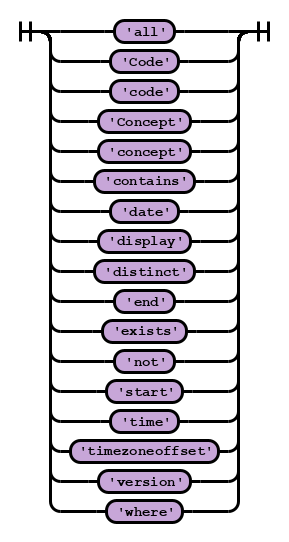 'all'
'Code'
'code'
'Concept'
'concept'
'contains'
'date'
'display'
'distinct'
'end'
'exists'
'not'
'start'
'time'
'timezoneoffset'
'version'
'where'